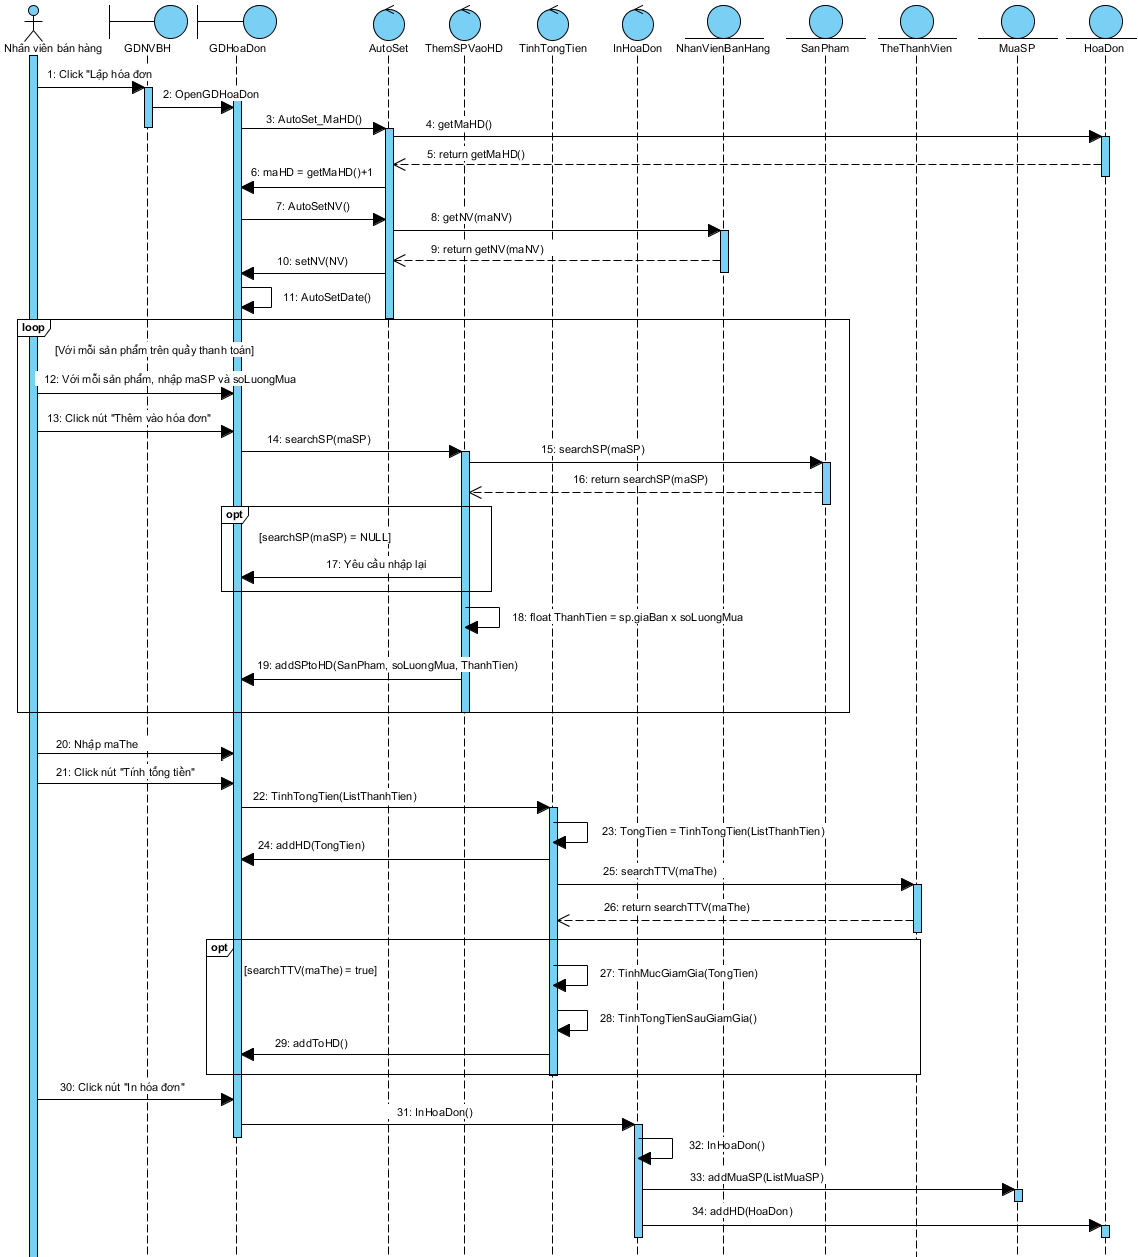 Nhân viên bán hàng
GDNVBH
GDHoaDon
AutoSet
ThemSPVaoHD
TinhTongTien
InHoaDon
NhanVienBanHang
SanPham
TheThanhVien
MuaSP
HoaDon
1: Click "Lập hóa đơn
2: OpenGDHoaDon
3: AutoSet_MaHD()
4: getMaHD()
5: return getMaHD()
6: maHD = getMaHD()+1
7: AutoSetNV()
8: getNV(maNV)
9: return getNV(maNV)
10: setNV(NV)
11: AutoSetDate()
loop
[Với mỗi sản phẩm trên quầy thanh toán]
12: Với mỗi sản phẩm, nhập maSP và soLuongMua
13: Click nút "Thêm vào hóa đơn"
14: searchSP(maSP)
15: searchSP(maSP)
16: return searchSP(maSP)
opt
[searchSP(maSP) = NULL]
17: Yêu cầu nhập lại
18: float ThanhTien = sp.giaBan x soLuongMua
19: addSPtoHD(SanPham, soLuongMua, ThanhTien)
20: Nhập maThe
21: Click nút "Tính tổng tiền"
22: TinhTongTien(ListThanhTien)
23: TongTien = TinhTongTien(ListThanhTien)
24: addHD(TongTien)
25: searchTTV(maThe)
26: return searchTTV(maThe)
opt
[searchTTV(maThe) = true]
27: TinhMucGiamGia(TongTien)
28: TinhTongTienSauGiamGia()
29: addToHD()
30: Click nút "In hóa đơn"
31: InHoaDon()
32: InHoaDon()
33: addMuaSP(ListMuaSP)
34: addHD(HoaDon)